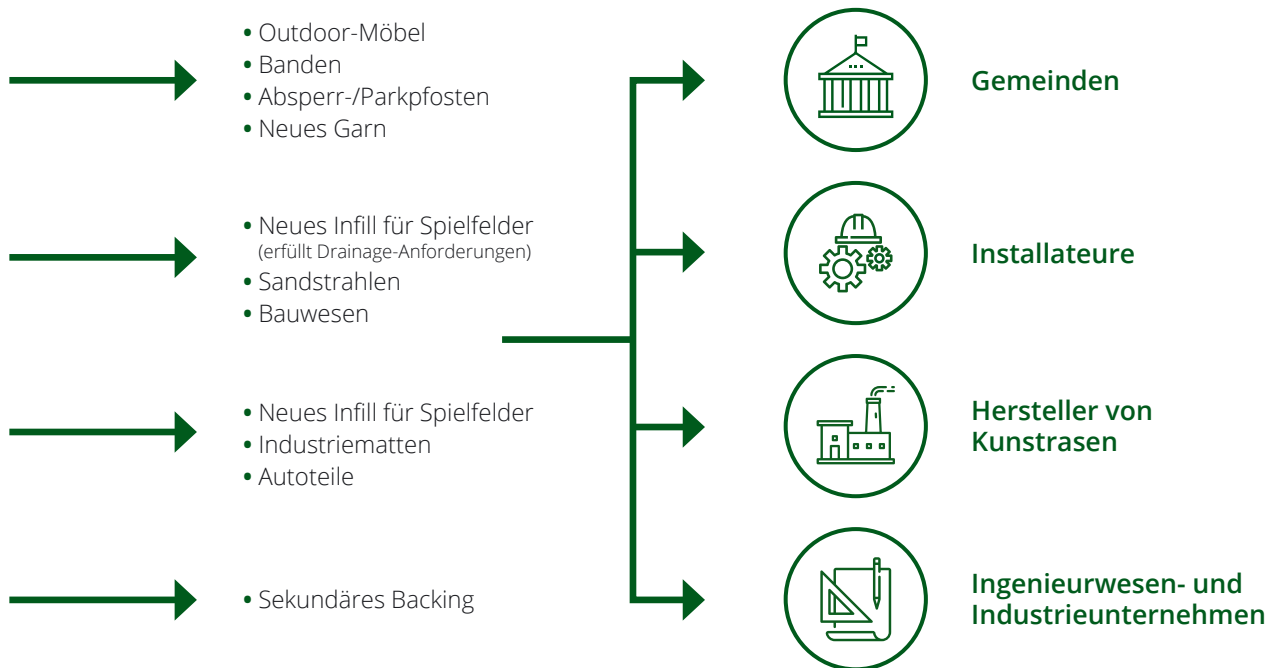 • Outdoor-Möbel
• Banden
• Absperr-/Parkpfosten
• Neues Garn
• Neues Infill für Spielfelder
(erfüllt Drainage-Anforderungen)
• Sandstrahlen
• Bauwesen
• Neues Infill für Spielfelder
• Industriematten
• Autoteile
• Sekundäres Backing
Gemeinden
Installateure
Hersteller von
Kunstrasen
Ingenieurwesen- und
Industrieunternehmen